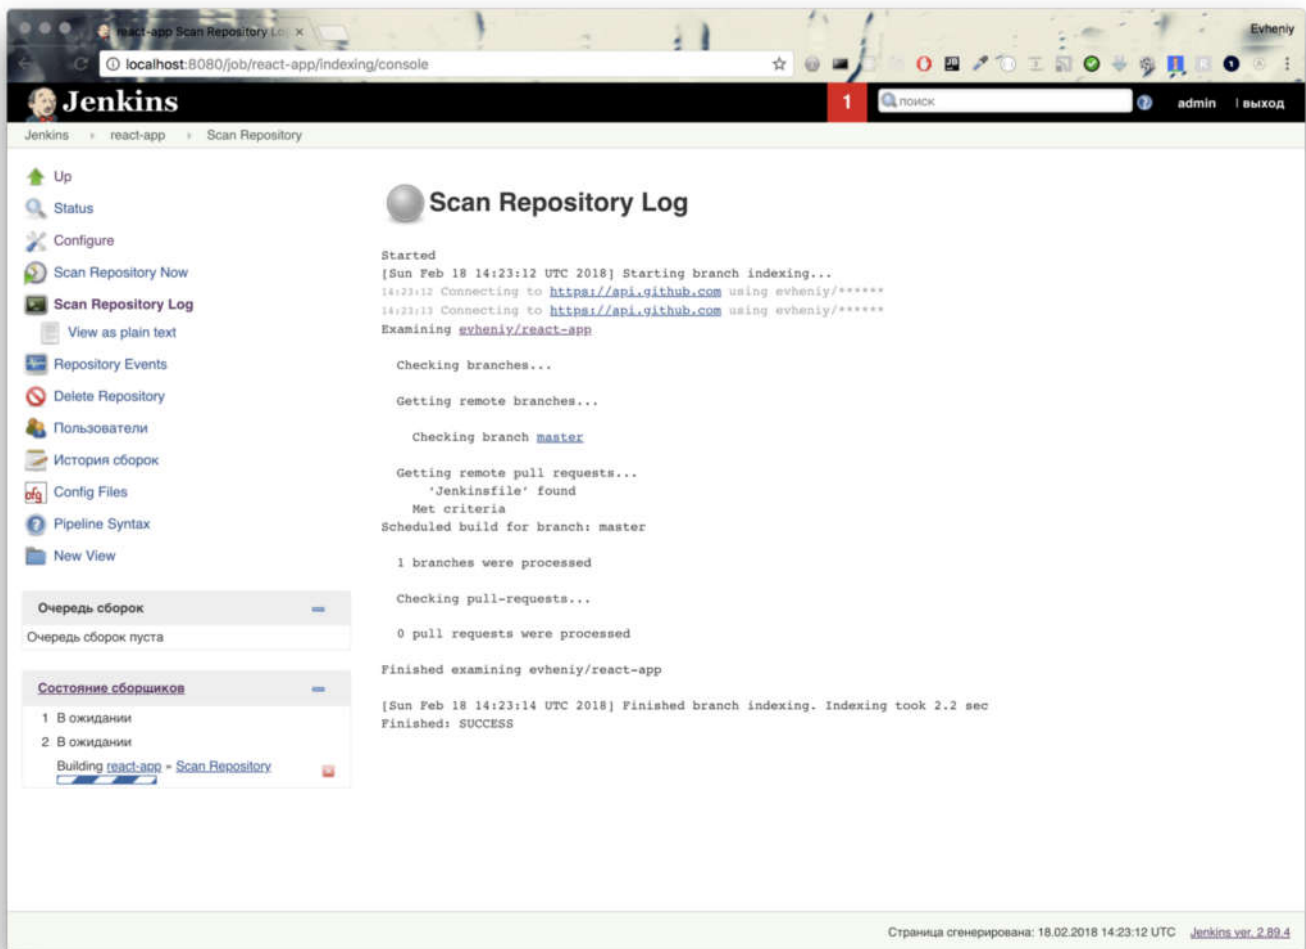 react-app Scan Repository Lo
Evheniy
localhost:8080/job/react-app/indexing/console
Jenkins
1
поиск
admin
| выход
Jenkins
react-app
Scan Repository
Up
Status
Configure
Scan Repository Now
Scan Repository Log
View as plain text
Repository Events
Delete Repository
Пользователи
История сборок
cfg
Config Files
Pipeline Syntax
New View
Очередь сборок
Очередь сборок пуста
Состояние сборщиков
1 В ожидании
2 В ожидании
Building react-app » Scan Repository
Scan Repository Log
Started
[Sun Feb 18 14:23:12 UTC 2018] Starting branch indexing...
14:23:12 Connecting to https://api.github.com using evheniy/******
14:23:13 Connecting to https://api.github.com using evheniy/******
Examining evheniy/react-app
Checking branches...
Getting remote branches...
Checking branch master
Getting remote pull requests...
‘Jenkinsfile’ found
Met criteria
Scheduled build for branch: master
1 branches were processed
Checking pull-requests...
0 pull requests were processed
Finished examining evheniy/react-app
[Sun Feb 18 14:23:14 UTC 2018] Finished branch indexing. Indexing took 2.2 sec
Finished: SUCCESS
Страница сгенерирована: 18.02.2018 14:23:12 UTC
Jenkins ver. 2.89.4